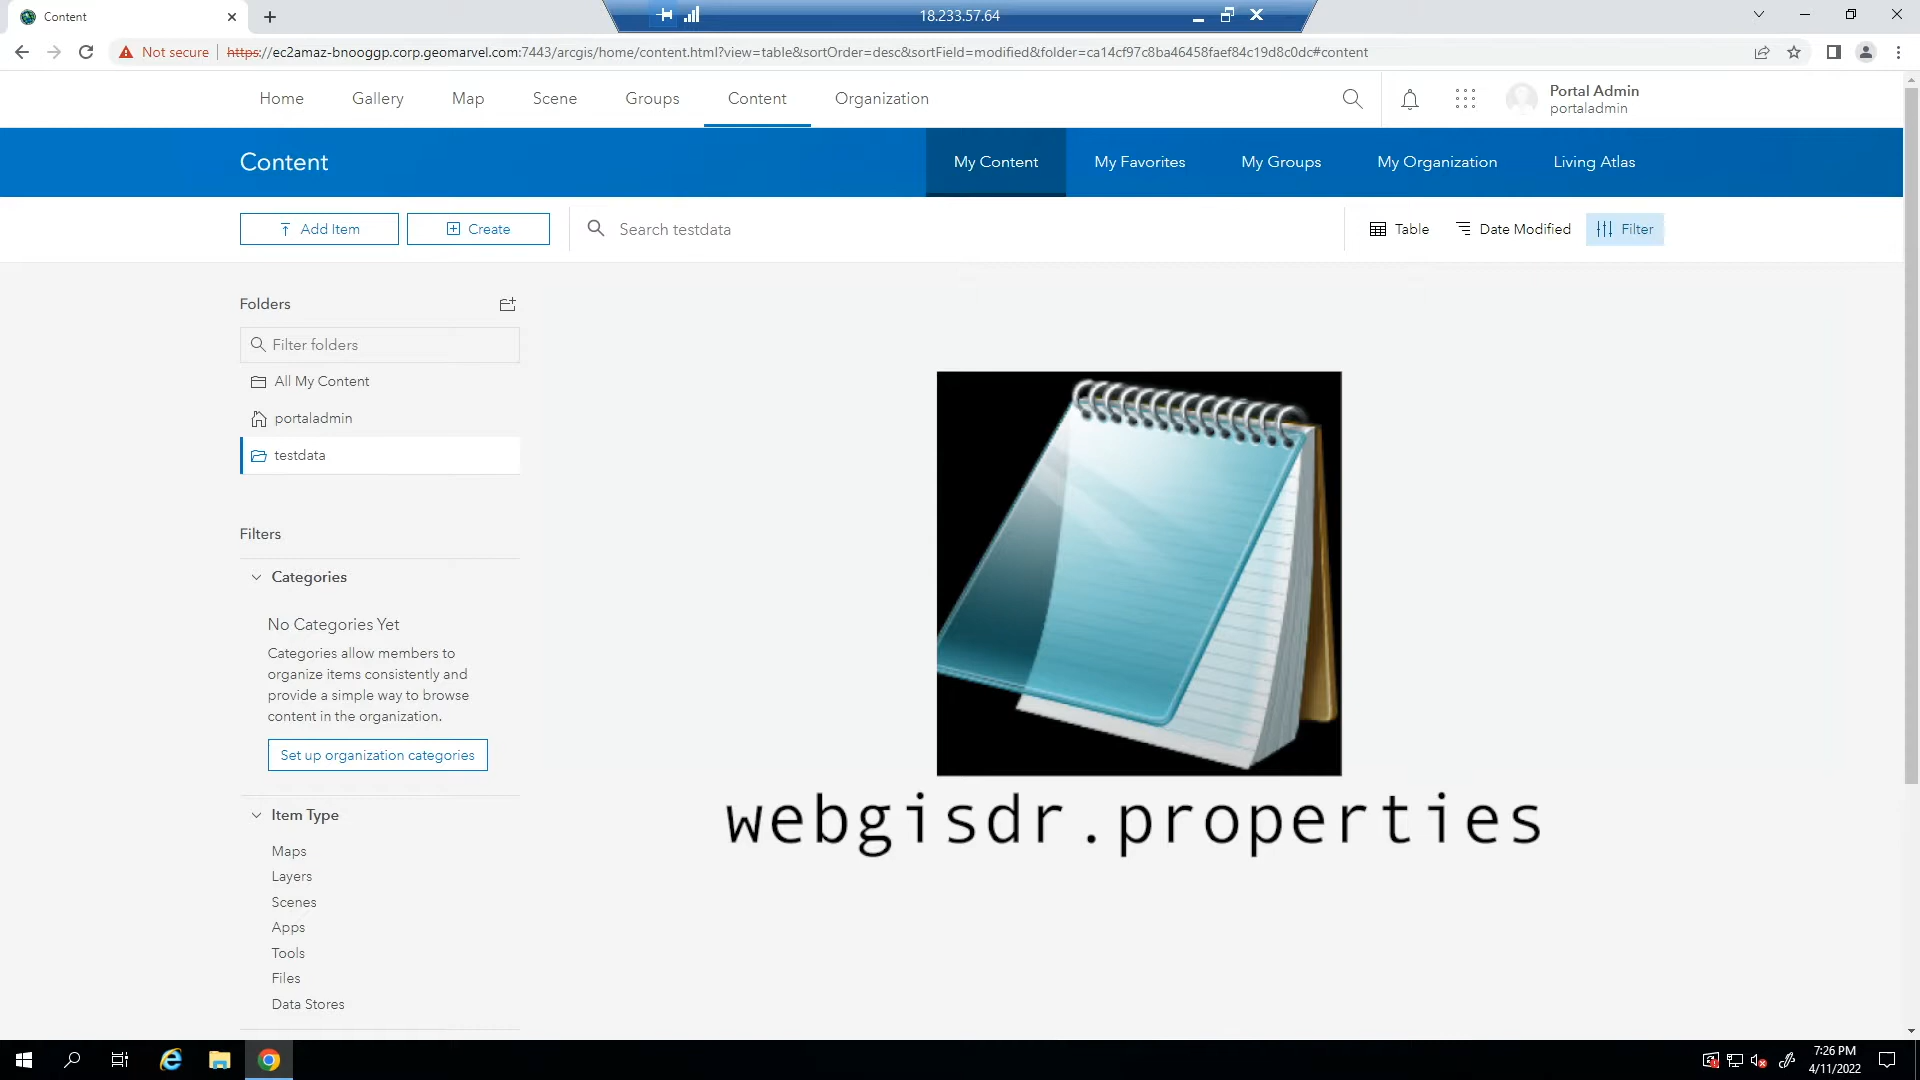 Content
18.233.57.64
Not secure https://ec2amaz-bnooggp.corp.geomarvel.com:7443/arcgis/home/content.html?view=table&sortOrder=desc&sortField=modified&folder=ca14cf97c8ba46458faef84c19d8c0dc#content
Home Gallery Map Scene Groups Content Organization
Portal Admin
portaladmin
Content
My Content My Favorites My Groups My Organization Living Atlas
Add Item Create Search testdata Table Date Modified Filter
Folders
Filter folders
All My Content
portaladmin
testdata
Filters
Categories
No Categories Yet
Categories allow members to
organize items consistently and
provide a simple way to browse
content in the organization.
Set up organization categories
Item Type
Maps
Layers
Scenes
Apps
Tools
Files
Data Stores
webgisdr.properties
7:26 PM
4/11/2022